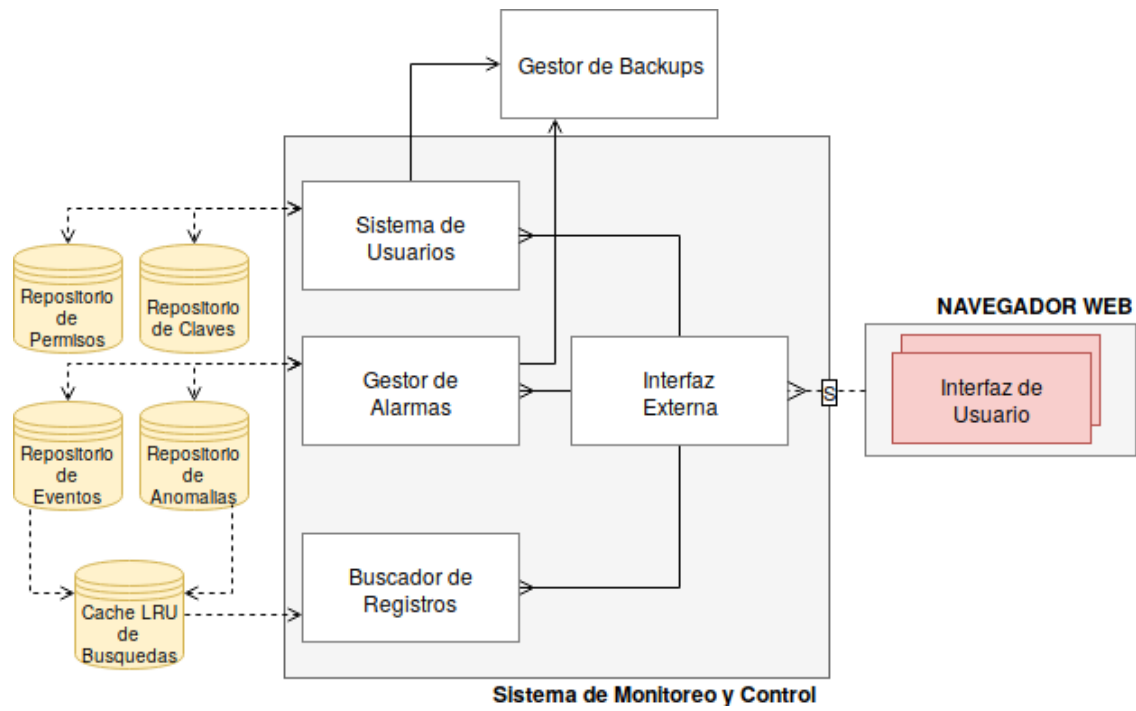 Gestor de Backups
Sistema de
Usuarios
Repositorio
de
Permisos
Repositorio
de Claves
NAVEGADOR WEB
Gestor de
Alarmas
Interfaz
Externa
S
Interfaz de
Usuario
Repositorio
de
Eventos
Repositorio
de
Anomalias
Buscador de
Registros
Cache LRU
de
Busquedas
Sistema de Monitoreo y Control